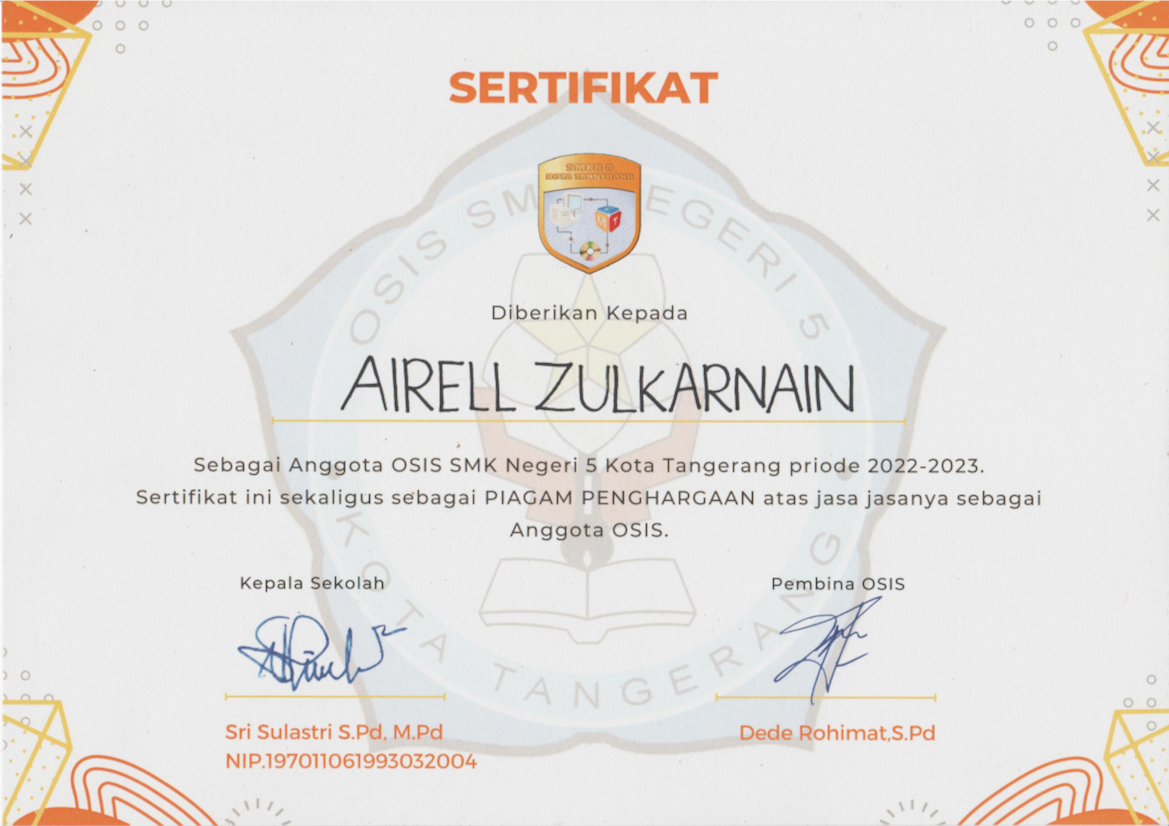 SERTIFIKAT
SMKN 5
KOTA TANGERANG
OSIS SMK NEGERI 5
Diberikan Kepada
AIRELL ZULKARNAIN
Sebagai Anggota OSIS SMK Negeri 5 Kota Tangerang priode 2022-2023.
Sertifikat ini sekaligus sebagai PIAGAM PENGHARGAAN atas jasa jasanya sebagai
Anggota OSIS.
KOTA TANGERANG
Kepala Sekolah
Pembina OSIS
Sri Sulastri S.Pd, M.Pd
Dede Rohimat,S.Pd
NIP.197011061993032004